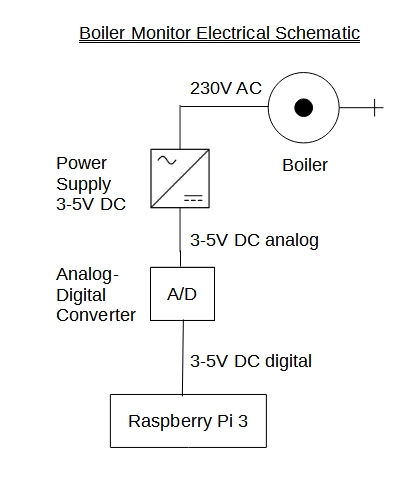 Boiler Monitor Electrical Schematic
230V AC
Boiler
Power
Supply
3-5V DC
3-5V DC analog
Analog-
Digital
Converter
A/D
3-5V DC digital
Raspberry Pi 3